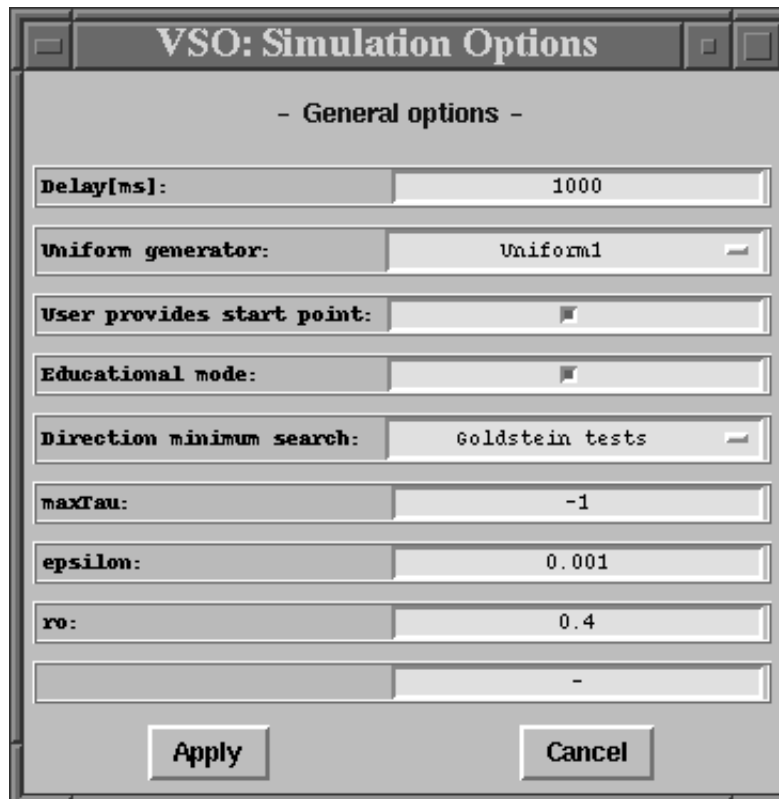 VSO: Simulation Options
- General options -
Delay[ms]: 1000
Uniform generator: Uniform1
User provides start point:
Educational mode:
Direction minimum search: Goldstein tests
maxTau: -1
epsilon: 0.001
ro: 0.4
-
Apply Cancel